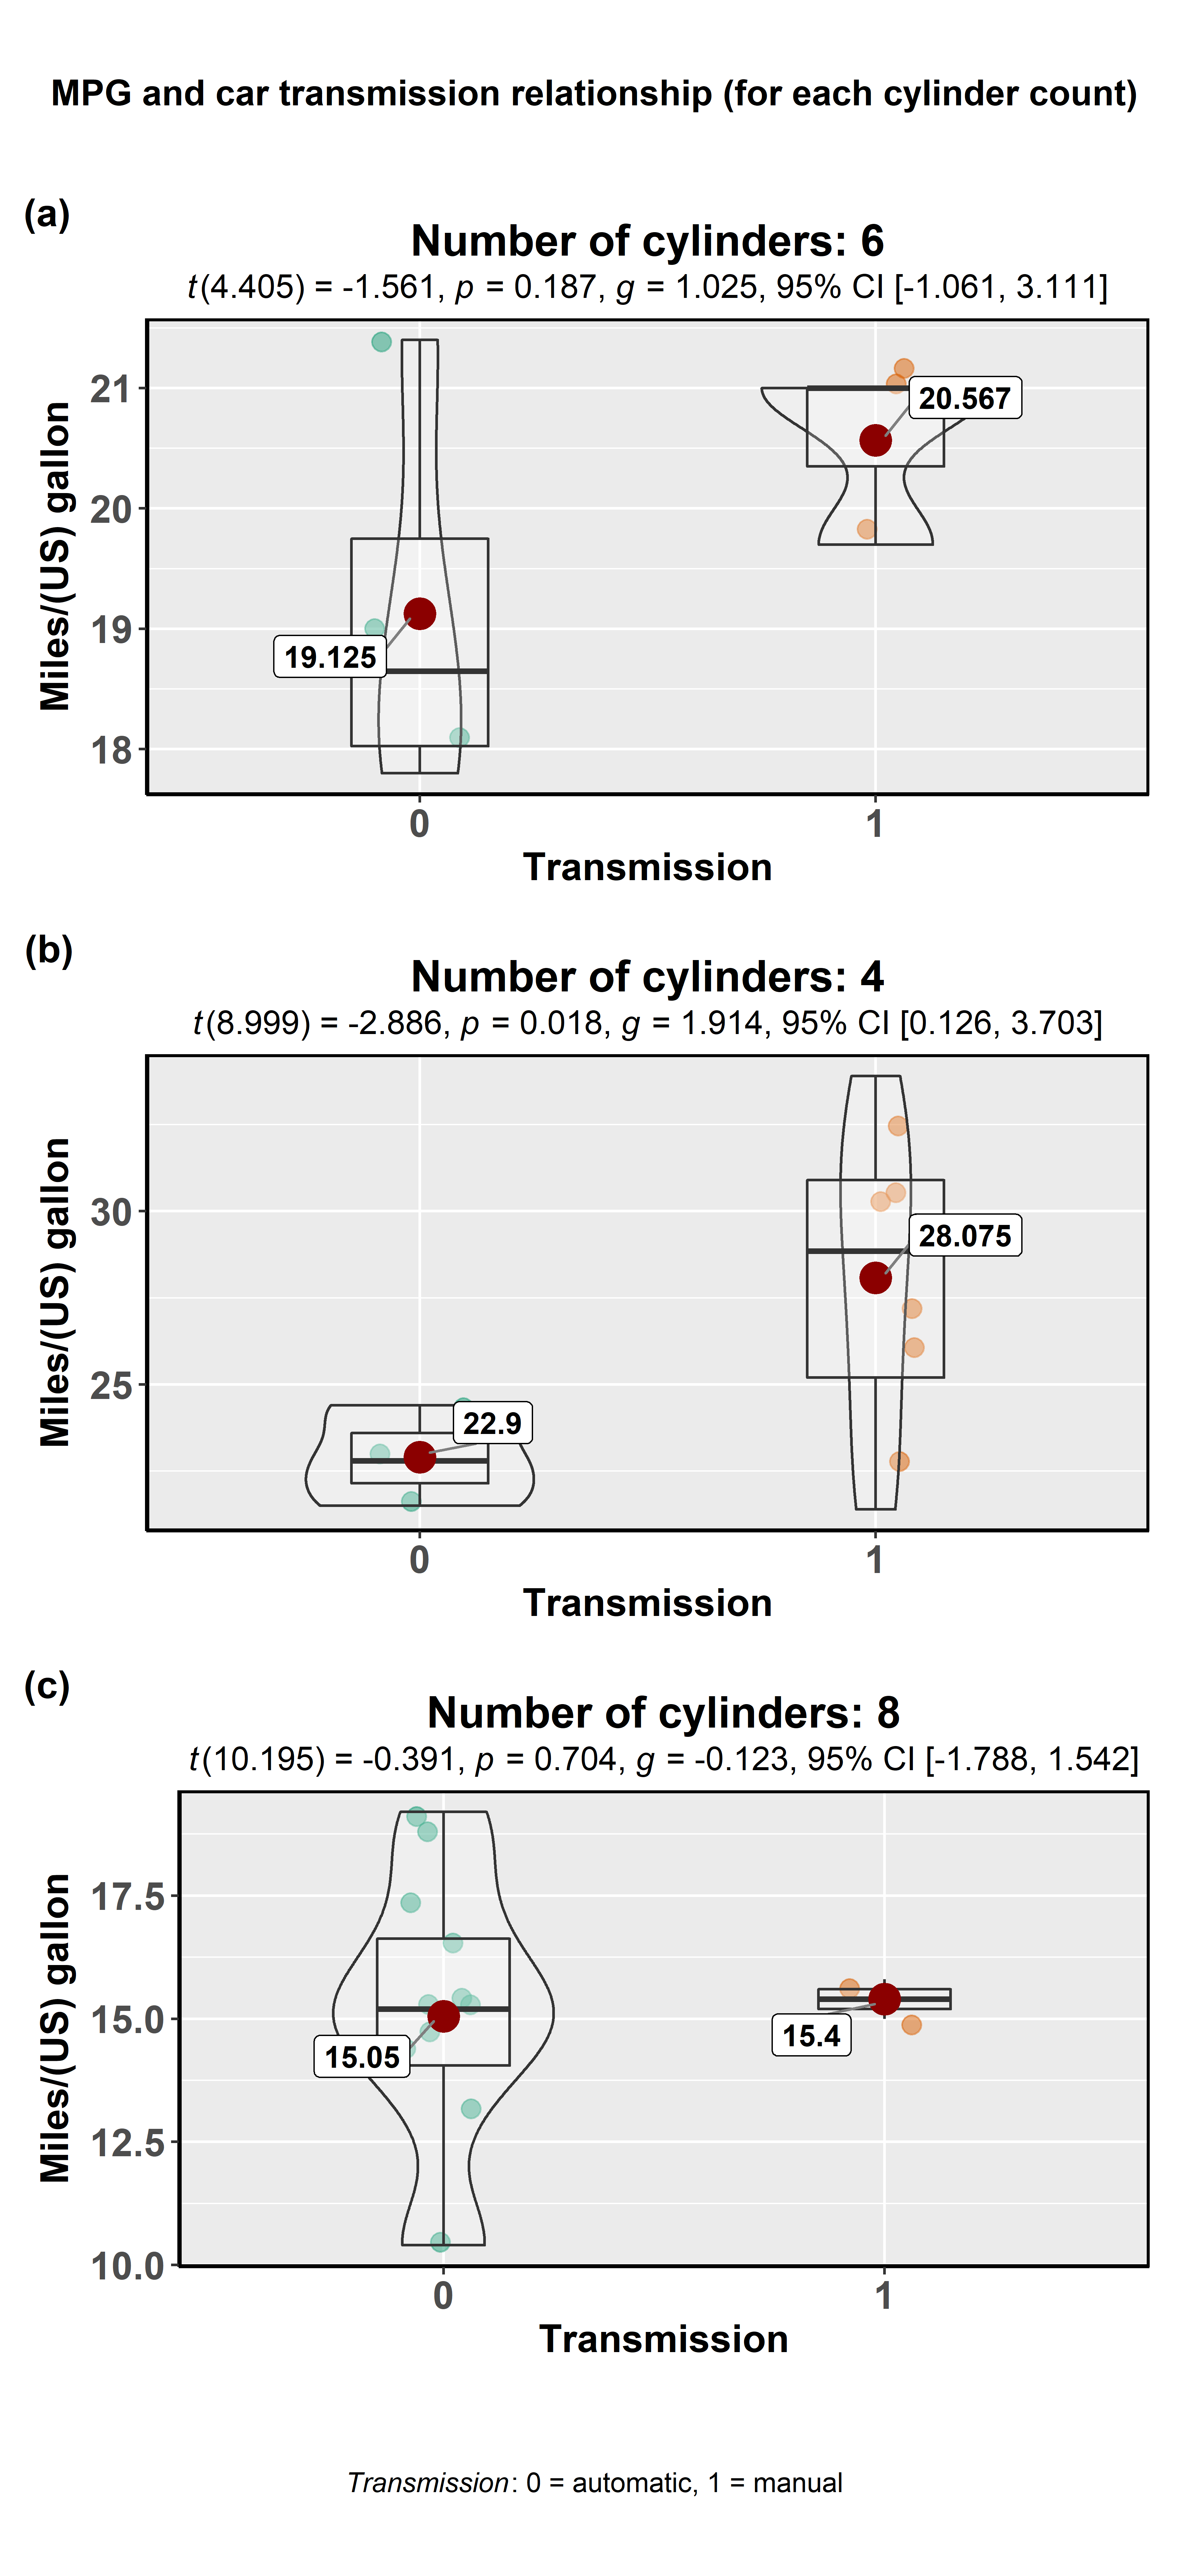 MPG and car transmission relationship (for each cylinder count)
(a)
Number of cylinders: 6
t(4.405) = -1.561, p = 0.187, g = 1.025, 95% CI [-1.061, 3.111]
Miles/(US) gallon
21
20
19
18
20.567
19.125
0 1
Transmission
(b)
Number of cylinders: 4
t(8.999) = -2.886, p = 0.018, g = 1.914, 95% CI [0.126, 3.703]
Miles/(US) gallon
30
25
28.075
22.9
0 1
Transmission
(c)
Number of cylinders: 8
t(10.195) = -0.391, p = 0.704, g = -0.123, 95% CI [-1.788, 1.542]
Miles/(US) gallon
17.5
15.0
12.5
10.0
15.4
15.05
0 1
Transmission
Transmission: 0 = automatic, 1 = manual